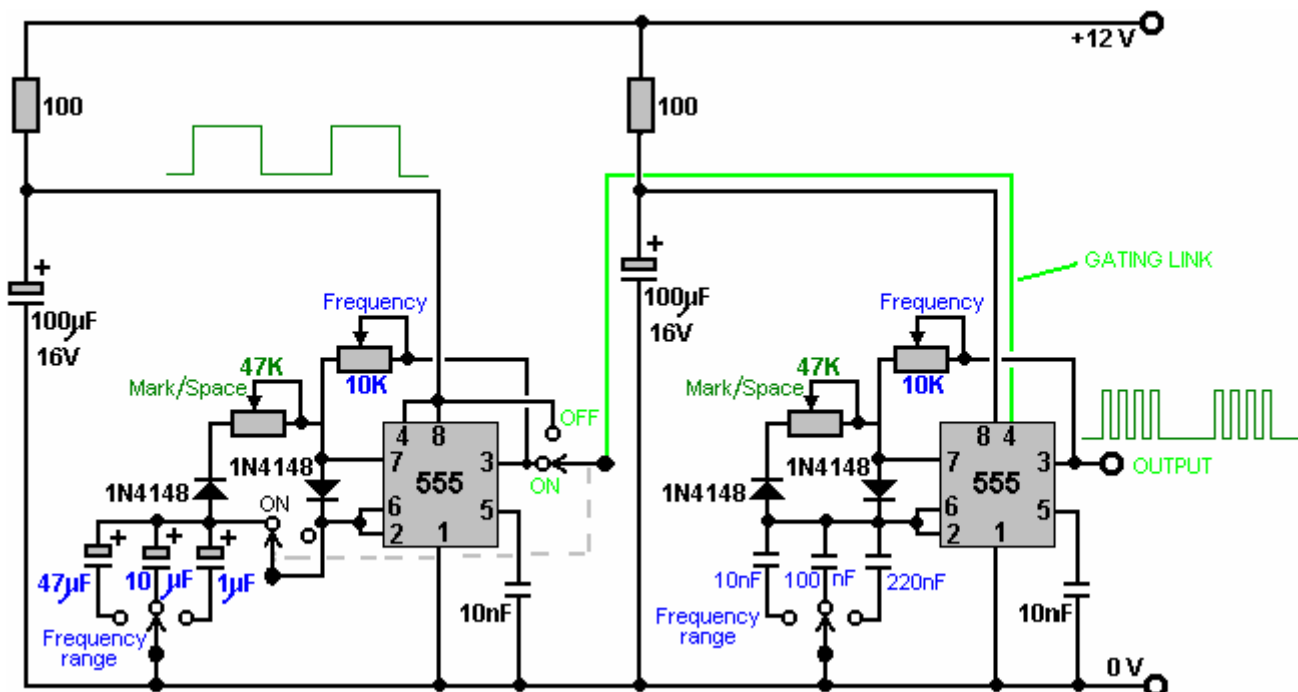 +12 V
100
100
100µF
16V
100µF
16V
GATING LINK
Frequency
10K
47K
Mark/Space
Frequency
10K
47K
Mark/Space
OFF
ON
4 8
7
3
555
6
5
2
1
1N4148
1N4148
ON
47µF
10 µF
1µF
Frequency
range
10nF
8 4
7
3
555
6
5
2
1
OUTPUT
1N4148
1N4148
10nF
100 nF
220nF
Frequency
range
10nF
0 V